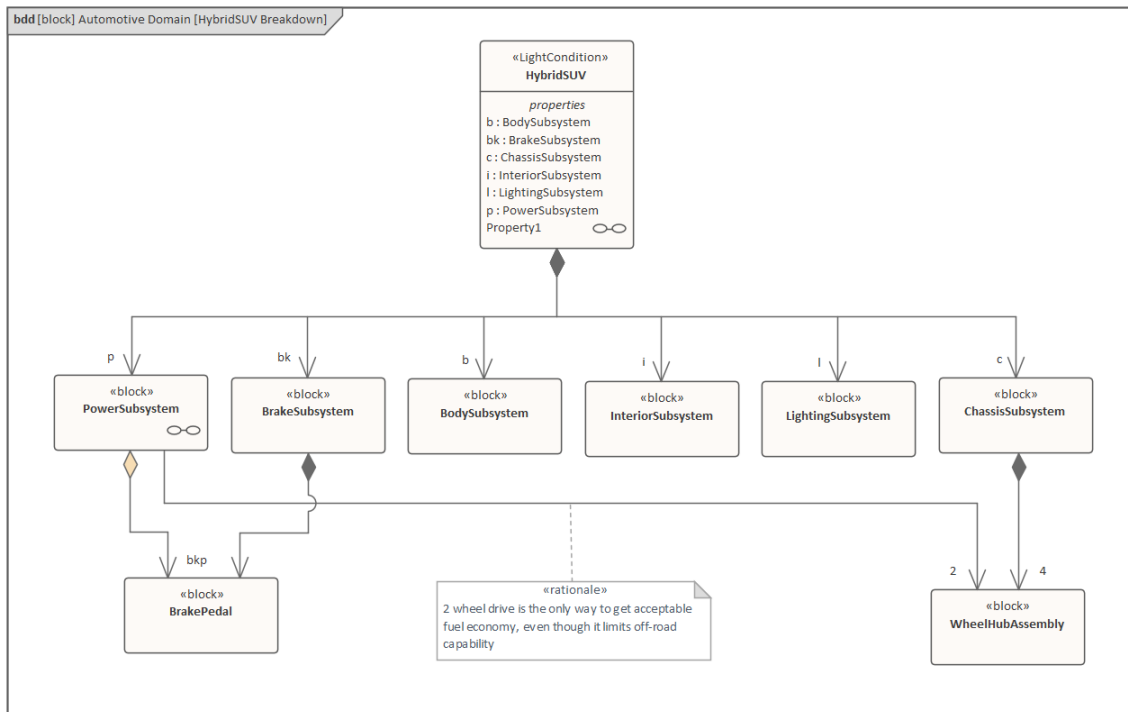 bdd [block] Automotive Domain [HybridSUV Breakdown]
«LightCondition»
HybridSUV
properties
b : BodySubsystem
bk : BrakeSubsystem
c : ChassisSubsystem
i : InteriorSubsystem
l : LightingSubsystem
p : PowerSubsystem
Property1
p
bk
b
i
l
c
«block»
PowerSubsystem
«block»
BrakeSubsystem
«block»
BodySubsystem
«block»
InteriorSubsystem
«block»
LightingSubsystem
«block»
ChassisSubsystem
bkp
2
4
«block»
BrakePedal
«rationale»
2 wheel drive is the only way to get acceptable
fuel economy, even though it limits off-road
capability
«block»
WheelHubAssembly